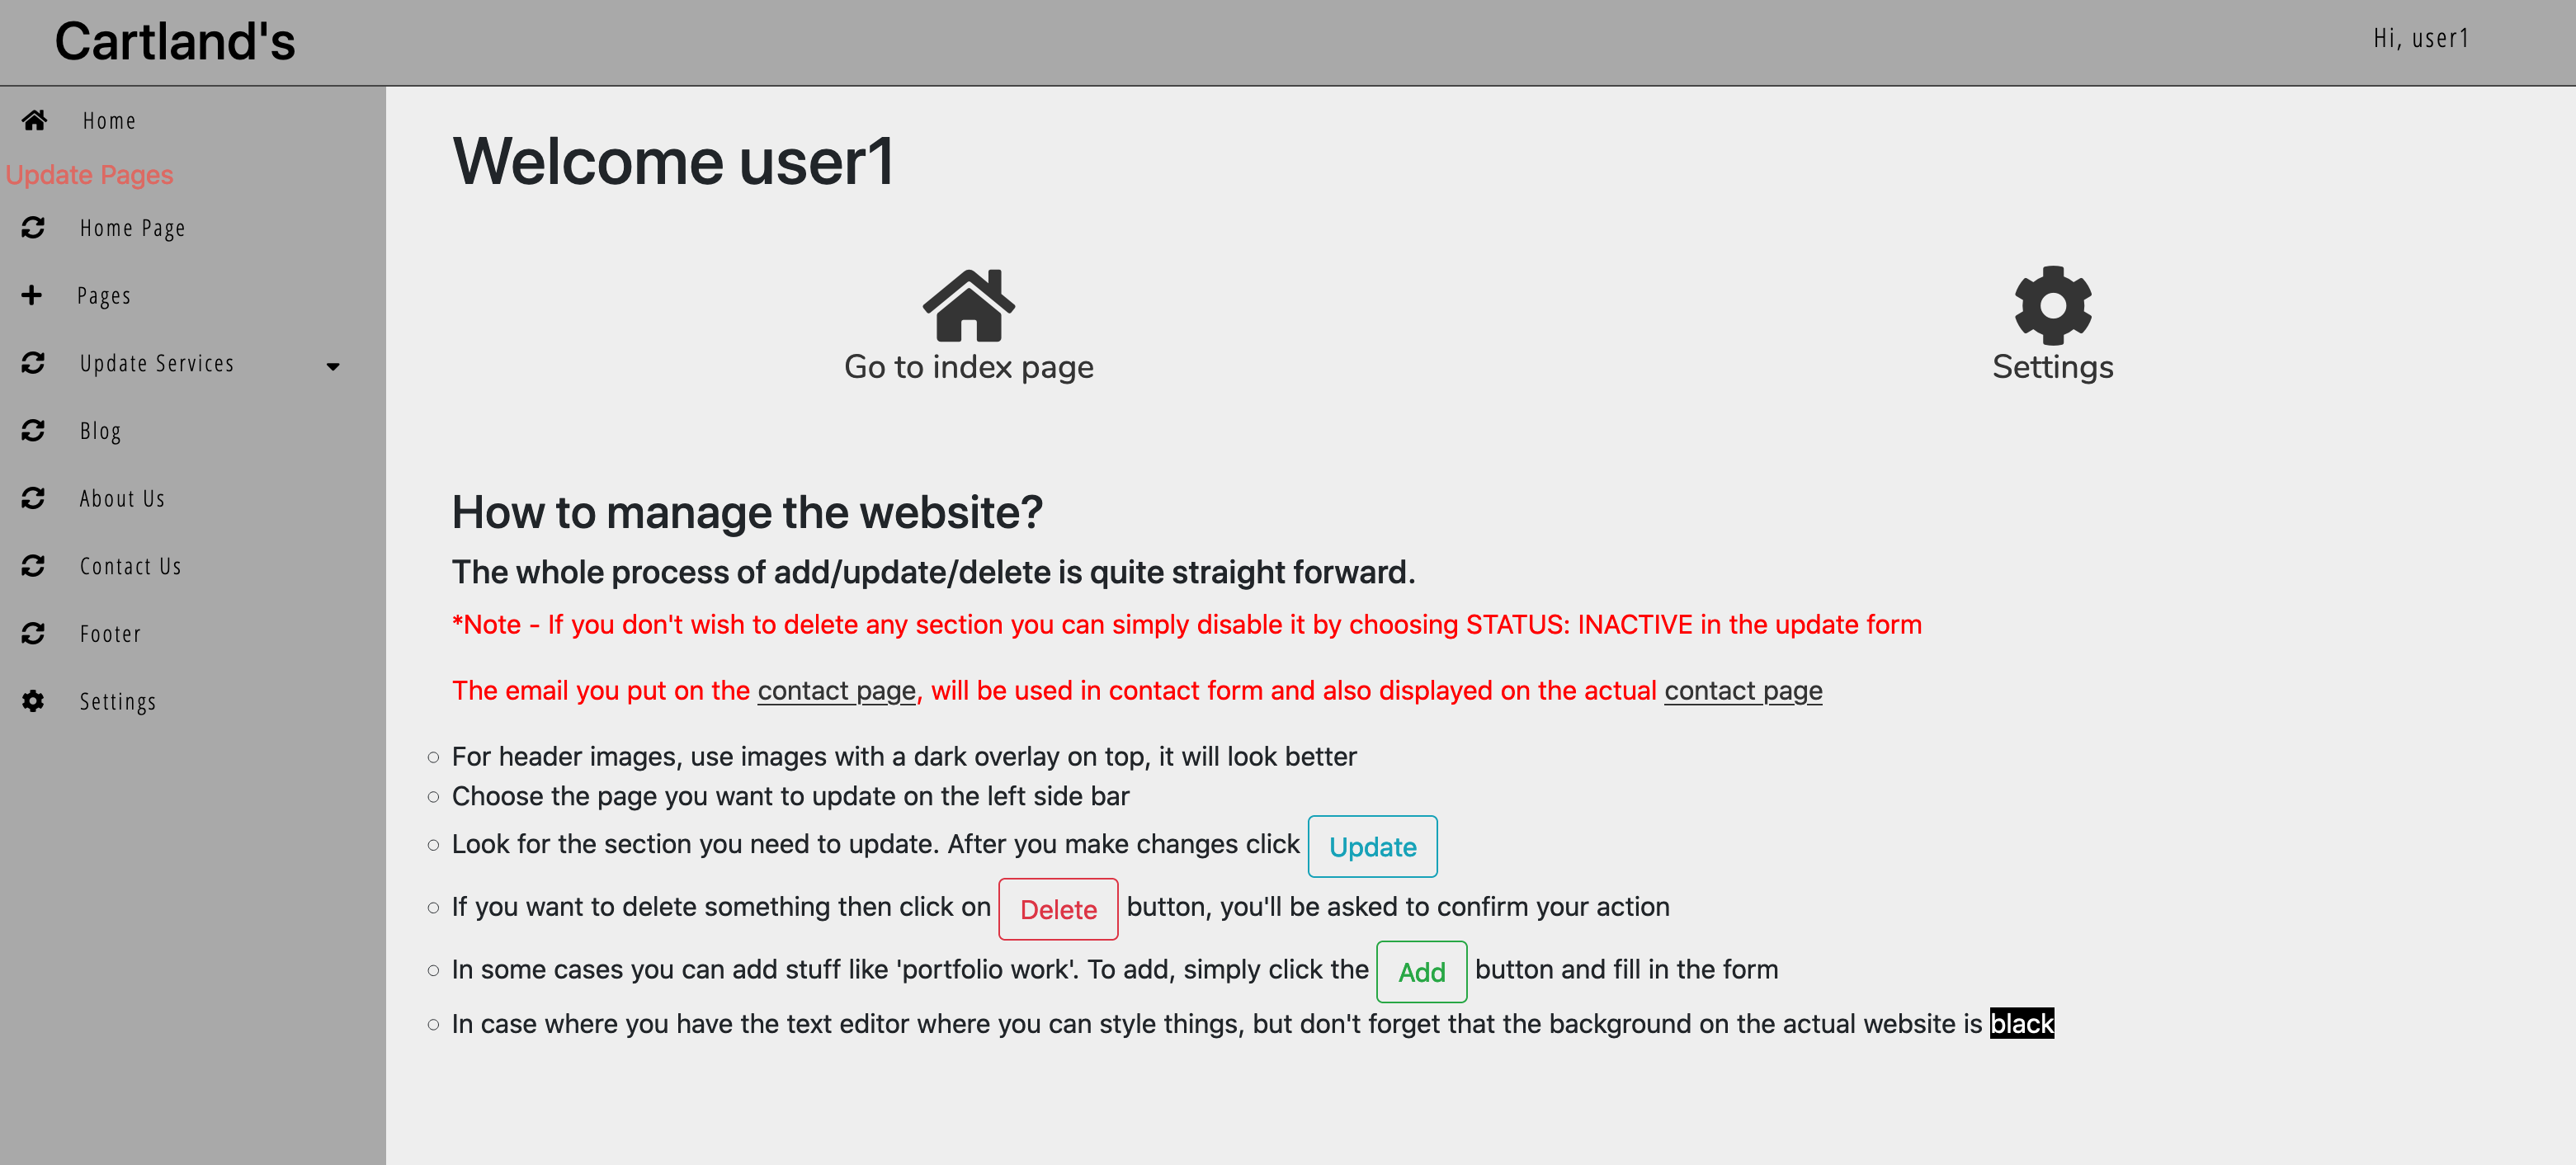 Cartland's
Hi, user1
Home
Update Pages
Home Page
Pages
Update Services
Blog
About Us
Contact Us
Footer
Settings
Welcome user1
Go to index page
Settings
How to manage the website?
The whole process of add/update/delete is quite straight forward.
*Note - If you don't wish to delete any section you can simply disable it by choosing STATUS: INACTIVE in the update form
The email you put on the contact page, will be used in contact form and also displayed on the actual contact page
For header images, use images with a dark overlay on top, it will look better
Choose the page you want to update on the left side bar
Look for the section you need to update. After you make changes click Update
If you want to delete something then click on Delete button, you'll be asked to confirm your action
In some cases you can add stuff like 'portfolio work'. To add, simply click the Add button and fill in the form
In case where you have the text editor where you can style things, but don't forget that the background on the actual website is black